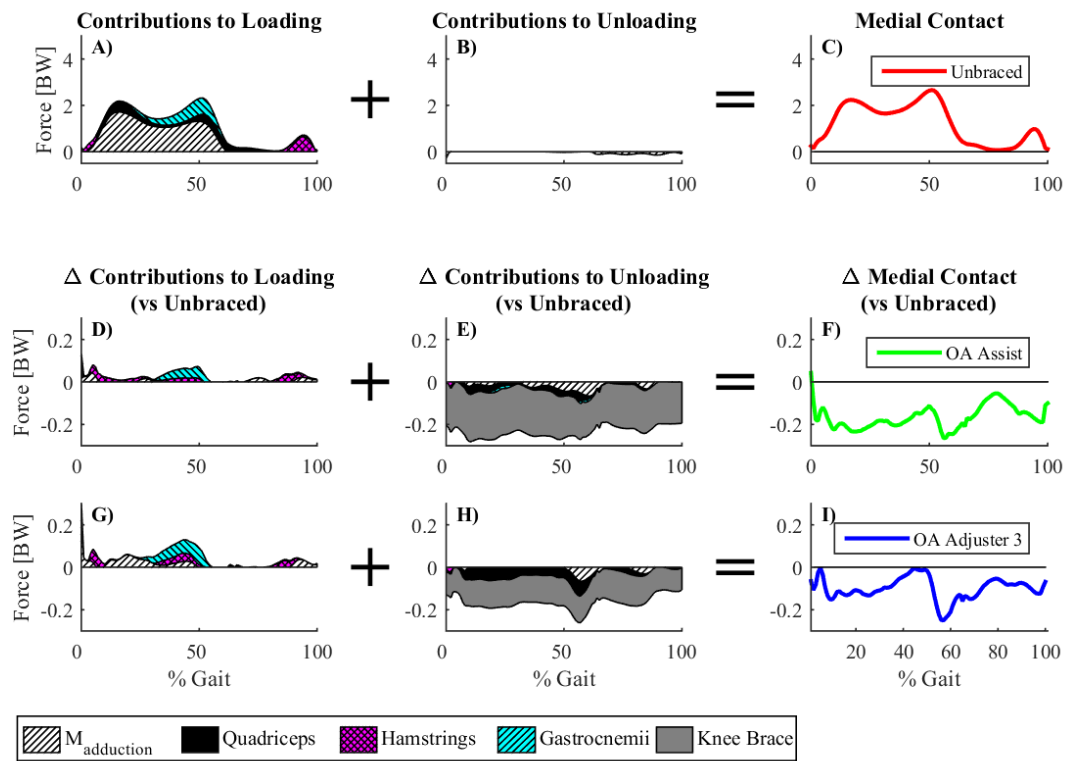 Contributions to Loading
Contributions to Unloading
Medial Contact
A)
B)
C)
Unbraced
Force [BW]
4
2
0
4
2
0
4
2
0
0
50
100
0
50
100
0
50
100
+
=
△ Contributions to Loading
(vs Unbraced)
△ Contributions to Unloading
(vs Unbraced)
△ Medial Contact
(vs Unbraced)
D)
E)
F)
OA Assist
Force [BW]
0.2
0
-0.2
0.2
0
-0.2
0.2
0
-0.2
0
50
100
0
50
100
0
50
100
+
=
G)
H)
I)
OA Adjuster 3
Force [BW]
0.2
0
-0.2
0.2
0
-0.2
0.2
0
-0.2
0
50
100
0
50
100
20
40
60
80
100
+
=
% Gait
% Gait
% Gait
M adduction
Quadriceps
Hamstrings
Gastrocnemii
Knee Brace